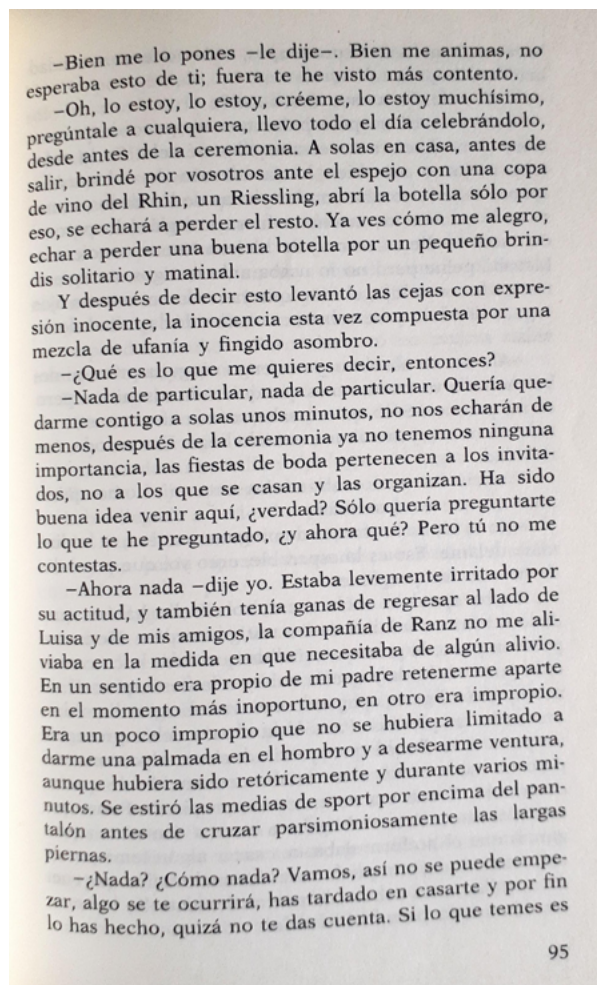 –Bien me lo pones –le dije–. Bien me animas, no
esperaba esto de ti; fuera te he visto más contento.
–Oh, lo estoy, lo estoy, créeme, lo estoy muchísimo,
pregúntale a cualquiera, llevo todo el día celebrándolo,
desde antes de la ceremonia. A solas en casa, antes de
salir, brindé por vosotros ante el espejo con una copa
de vino del Rhin, un Riessling, abrí la botella sólo por
eso, se echará a perder el resto. Ya ves cómo me alegro,
echar a perder una buena botella por un pequeño brin-
dis solitario y matinal.
Y después de decir esto levantó las cejas con expre-
sión inocente, la inocencia esta vez compuesta por una
mezcla de ufanía y fingido asombro.
–¿Qué es lo que me quieres decir, entonces?
–Nada de particular, nada de particular. Quería que-
darme contigo a solas unos minutos, no nos echarán de
menos, después de la ceremonia ya no tenemos ninguna
importancia, las fiestas de boda pertenecen a los invita-
dos, no a los que se casan y las organizan. Ha sido
buena idea venir aquí, ¿verdad? Sólo quería preguntarte
lo que te he preguntado, ¿y ahora qué? Pero tú no me
contestas.
–Ahora nada –dije yo. Estaba levemente irritado por
su actitud, y también tenía ganas de regresar al lado de
Luisa y de mis amigos, la compañía de Ranz no me ali-
viaba en la medida en que necesitaba de algún alivio.
En un sentido era propio de mi padre retenerme aparte
en el momento más inoportuno, en otro era impropio.
Era un poco impropio que no se hubiera limitado a
darme una palmada en el hombro y a desearme ventura,
aunque hubiera sido retóricamente y durante varios mi-
nutos. Se estiró las medias de sport por encima del pan-
talón antes de cruzar parsimoniosamente las largas
piernas.
–¿Nada? ¿Cómo nada? Vamos, así no se puede empe-
zar, algo se te ocurrirá, has tardado en casarte y por fin
lo has hecho, quizá no te das cuenta. Si lo que temes es
95